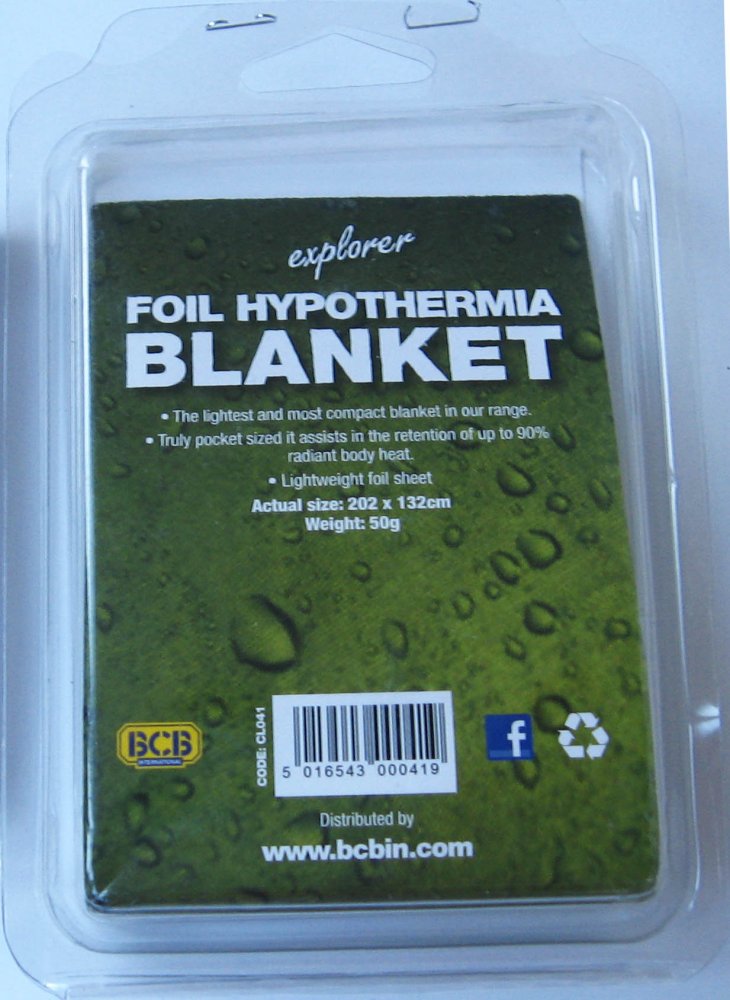 explorer
FOIL HYPOTHERMIA
BLANKET
• The lightest and most compact blanket in our range.
• Truly pocket sized it assists in the retention of up to 90%
radiant body heat.
• Lightweight foil sheet
Actual size: 202 x 132cm
Weight: 50g
BCB
INTERNATIONAL
CODE: CL041
5 016543 000419
f
Distributed by
www.bcbin.com